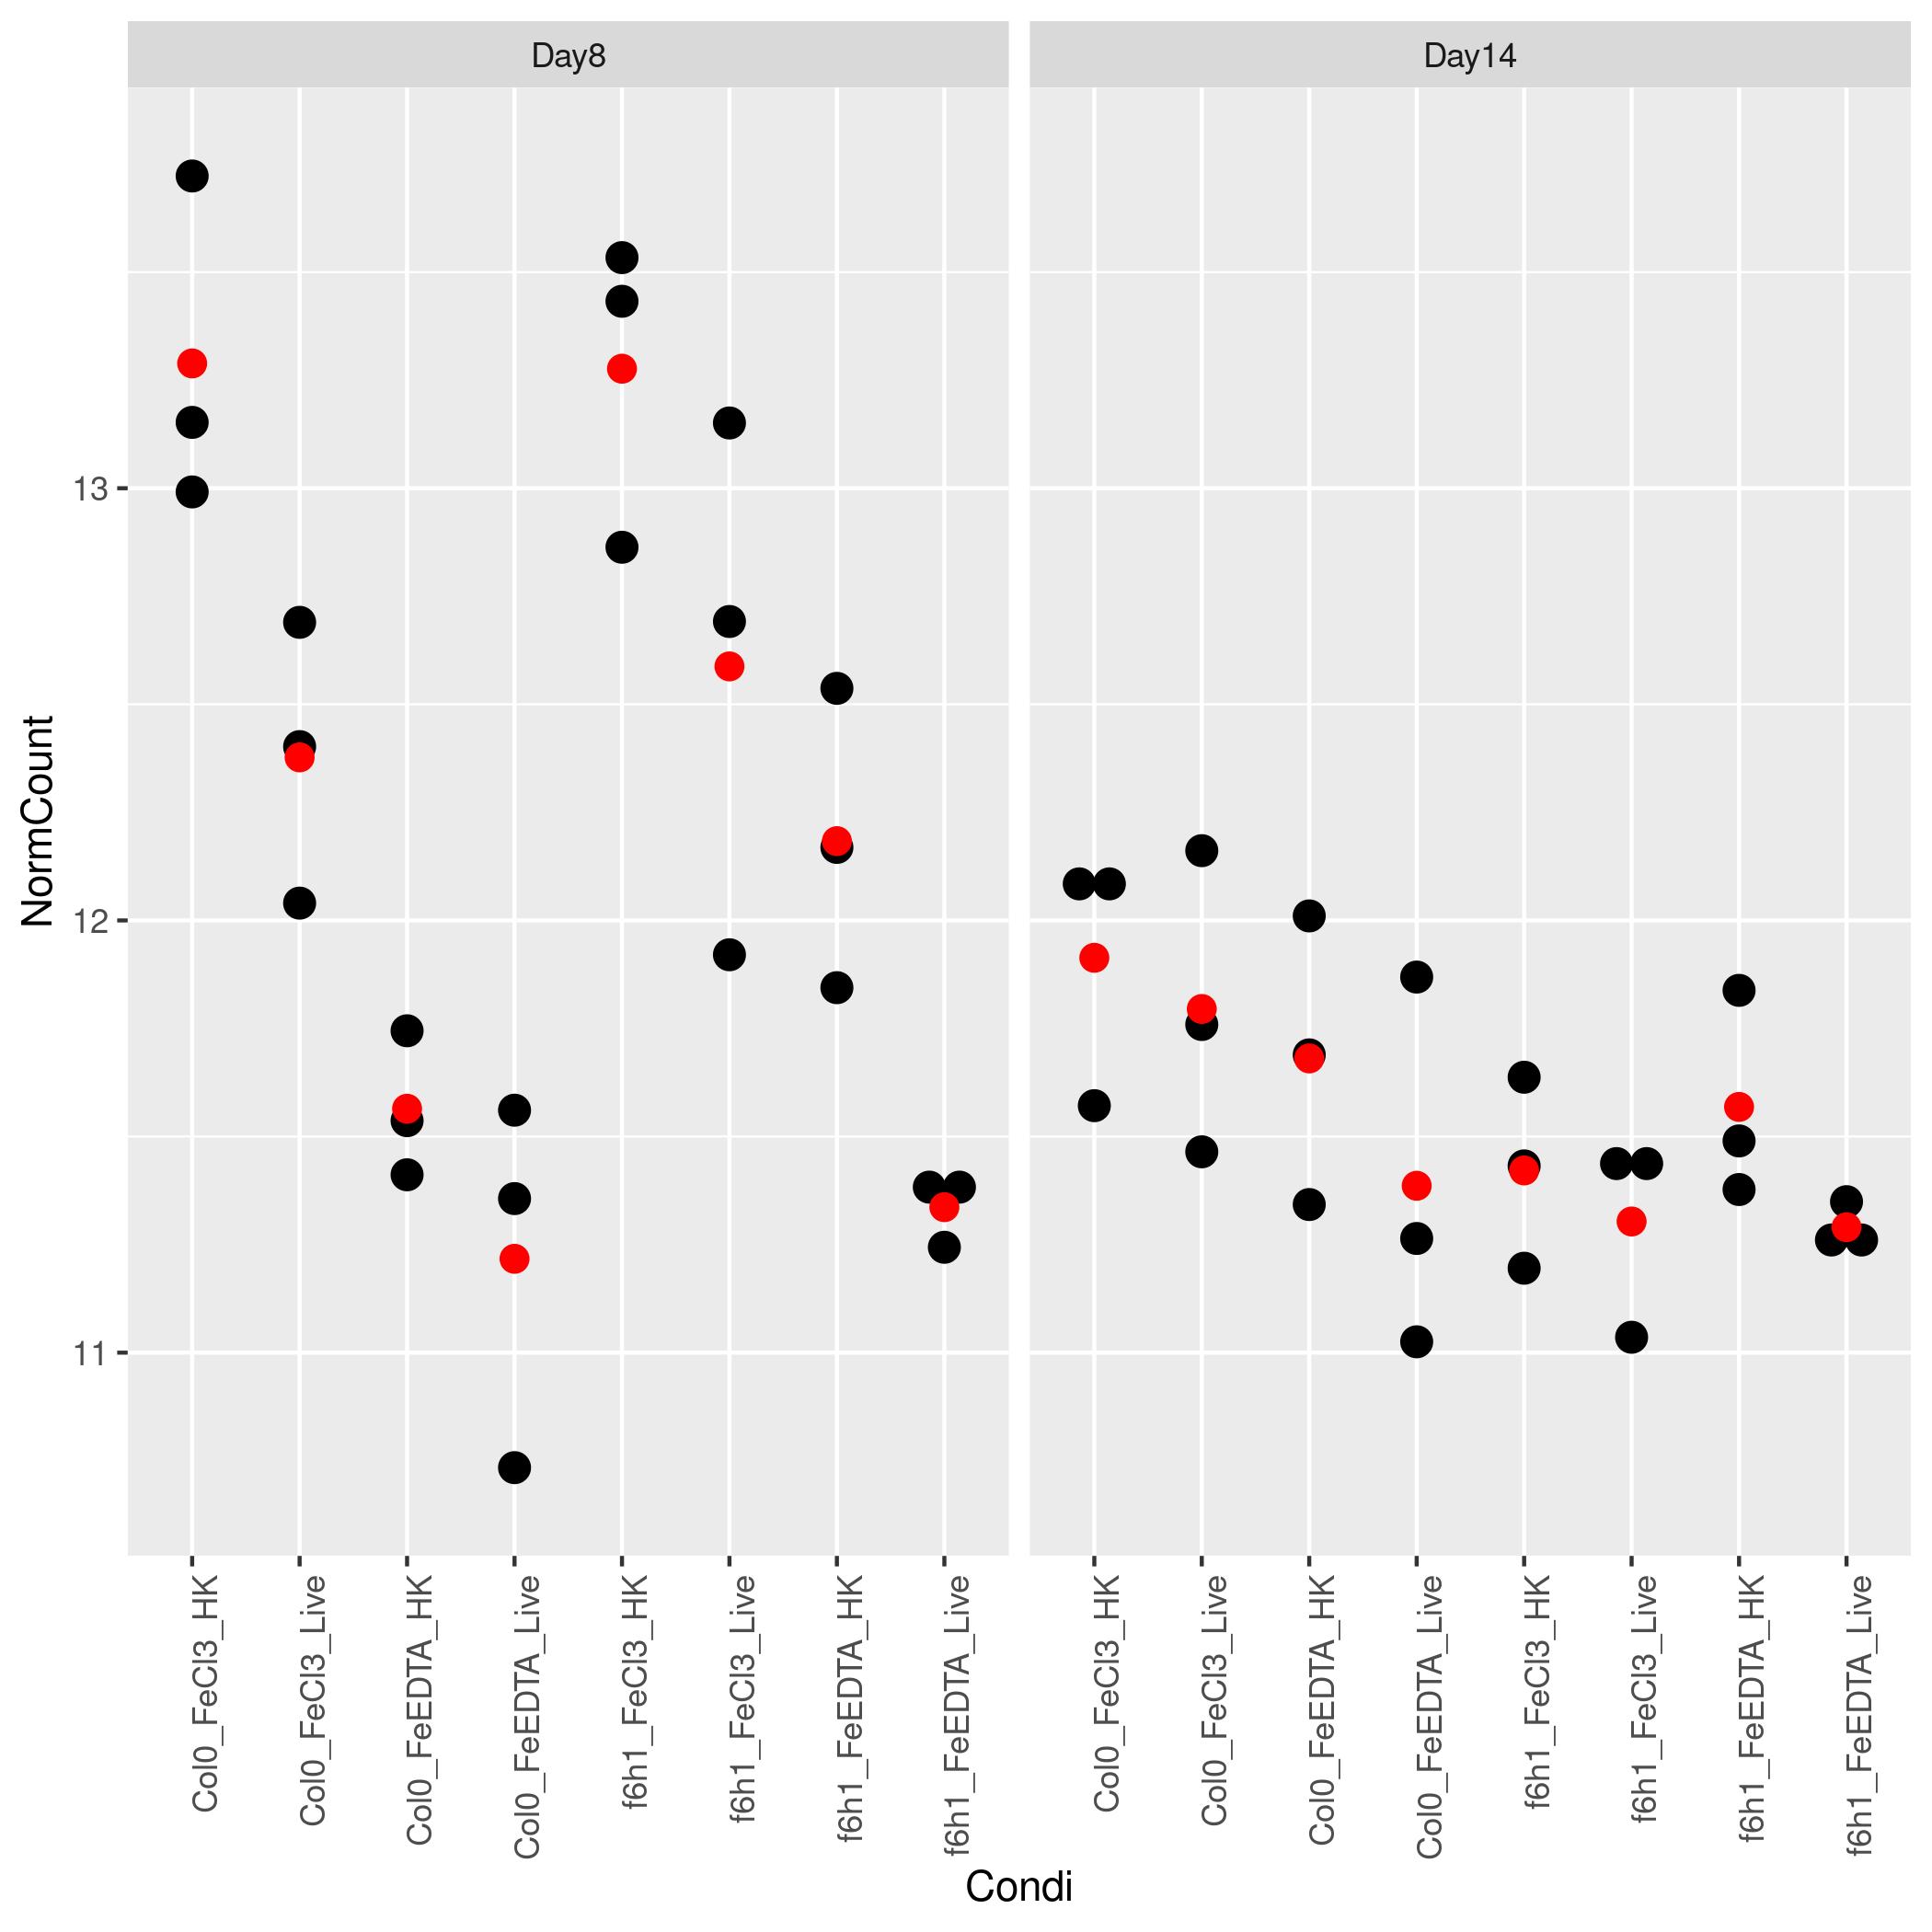 Day8
Day14
NormCount
13
12
11
Col0_FeCl3_HK
Col0_FeCl3_Live
Col0_FeEDTA_HK
Col0_FeEDTA_Live
f6h1_FeCl3_HK
f6h1_FeCl3_Live
f6h1_FeEDTA_HK
f6h1_FeEDTA_Live
Col0_FeCl3_HK
Col0_FeCl3_Live
Col0_FeEDTA_HK
Col0_FeEDTA_Live
f6h1_FeCl3_HK
f6h1_FeCl3_Live
f6h1_FeEDTA_HK
f6h1_FeEDTA_Live
Condi